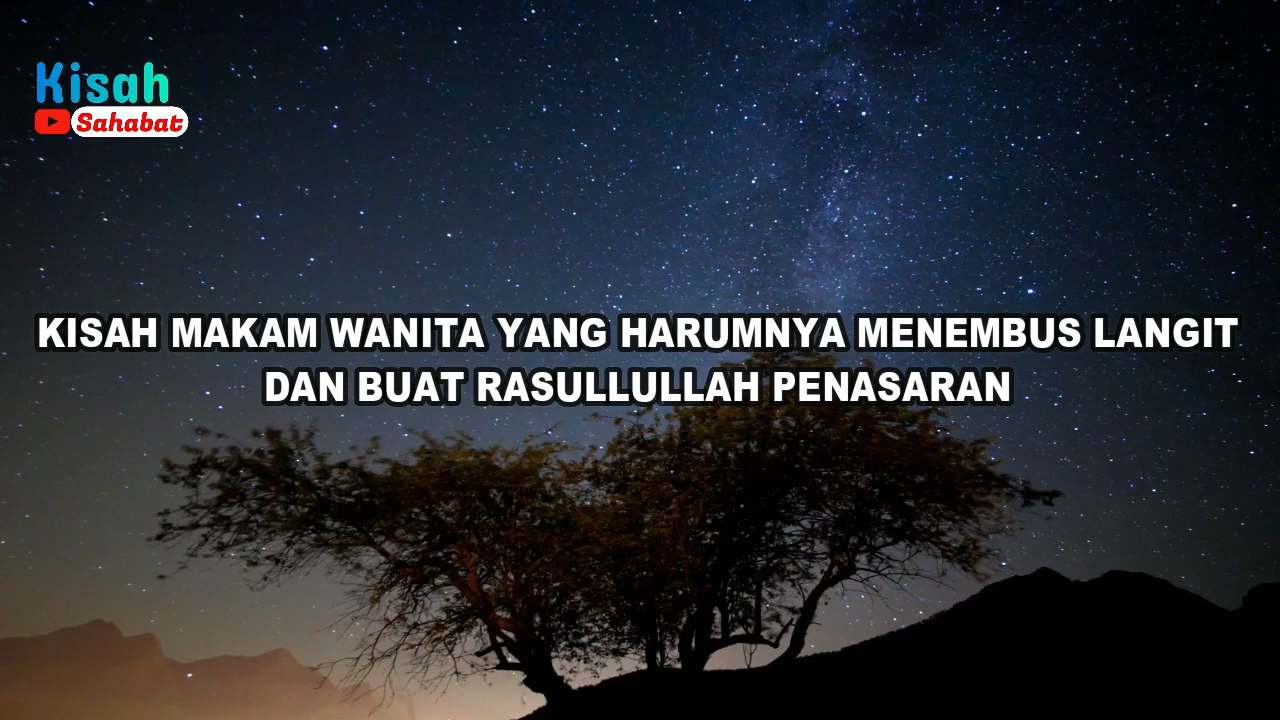 Kisah
Sahabat
KISAH MAKAM WANITA YANG HARUMNYA MENEMBUS LANGIT
DAN BUAT RASULLULLAH PENASARAN